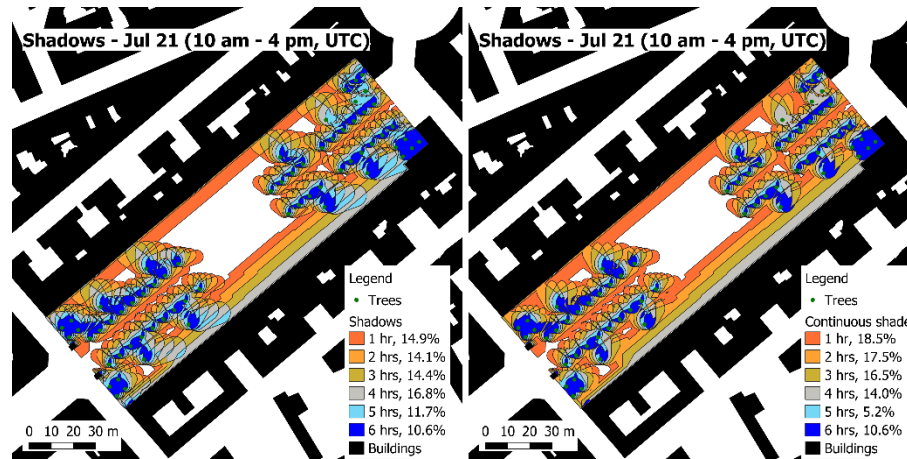 Shadows - Jul 21 (10 am - 4 pm, UTC)
Legend
Trees
Shadows
1 hr, 14.9%
2 hrs, 14.1%
3 hrs, 14.4%
4 hrs, 16.8%
5 hrs, 11.7%
6 hrs, 10.6%
Buildings
0 10 20 30 m
Shadows - Jul 21 (10 am - 4 pm, UTC)
Legend
Trees
Continuous shade
1 hr, 18.5%
2 hrs, 17.5%
3 hrs, 16.5%
4 hrs, 14.0%
5 hrs, 5.2%
6 hrs, 10.6%
Buildings
0 10 20 30 m